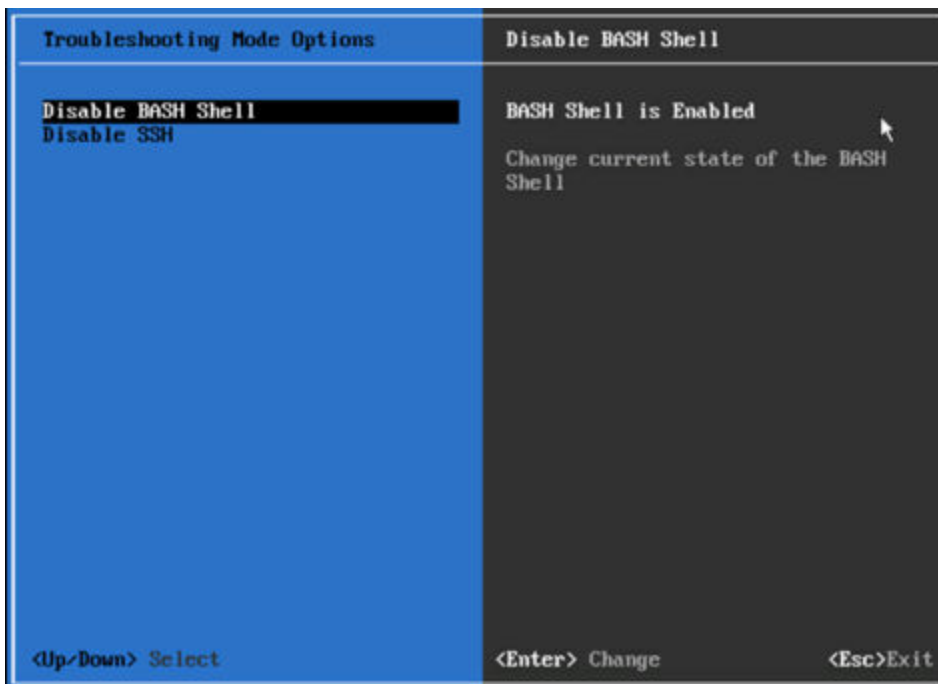 Troubleshooting Mode Options
Disable BASH Shell
Disable BASH Shell
Disable SSH
BASH Shell is Enabled
Change current state of the BASH
Shell
<Up/Down> Select
<Enter> Change
<Esc>Exit